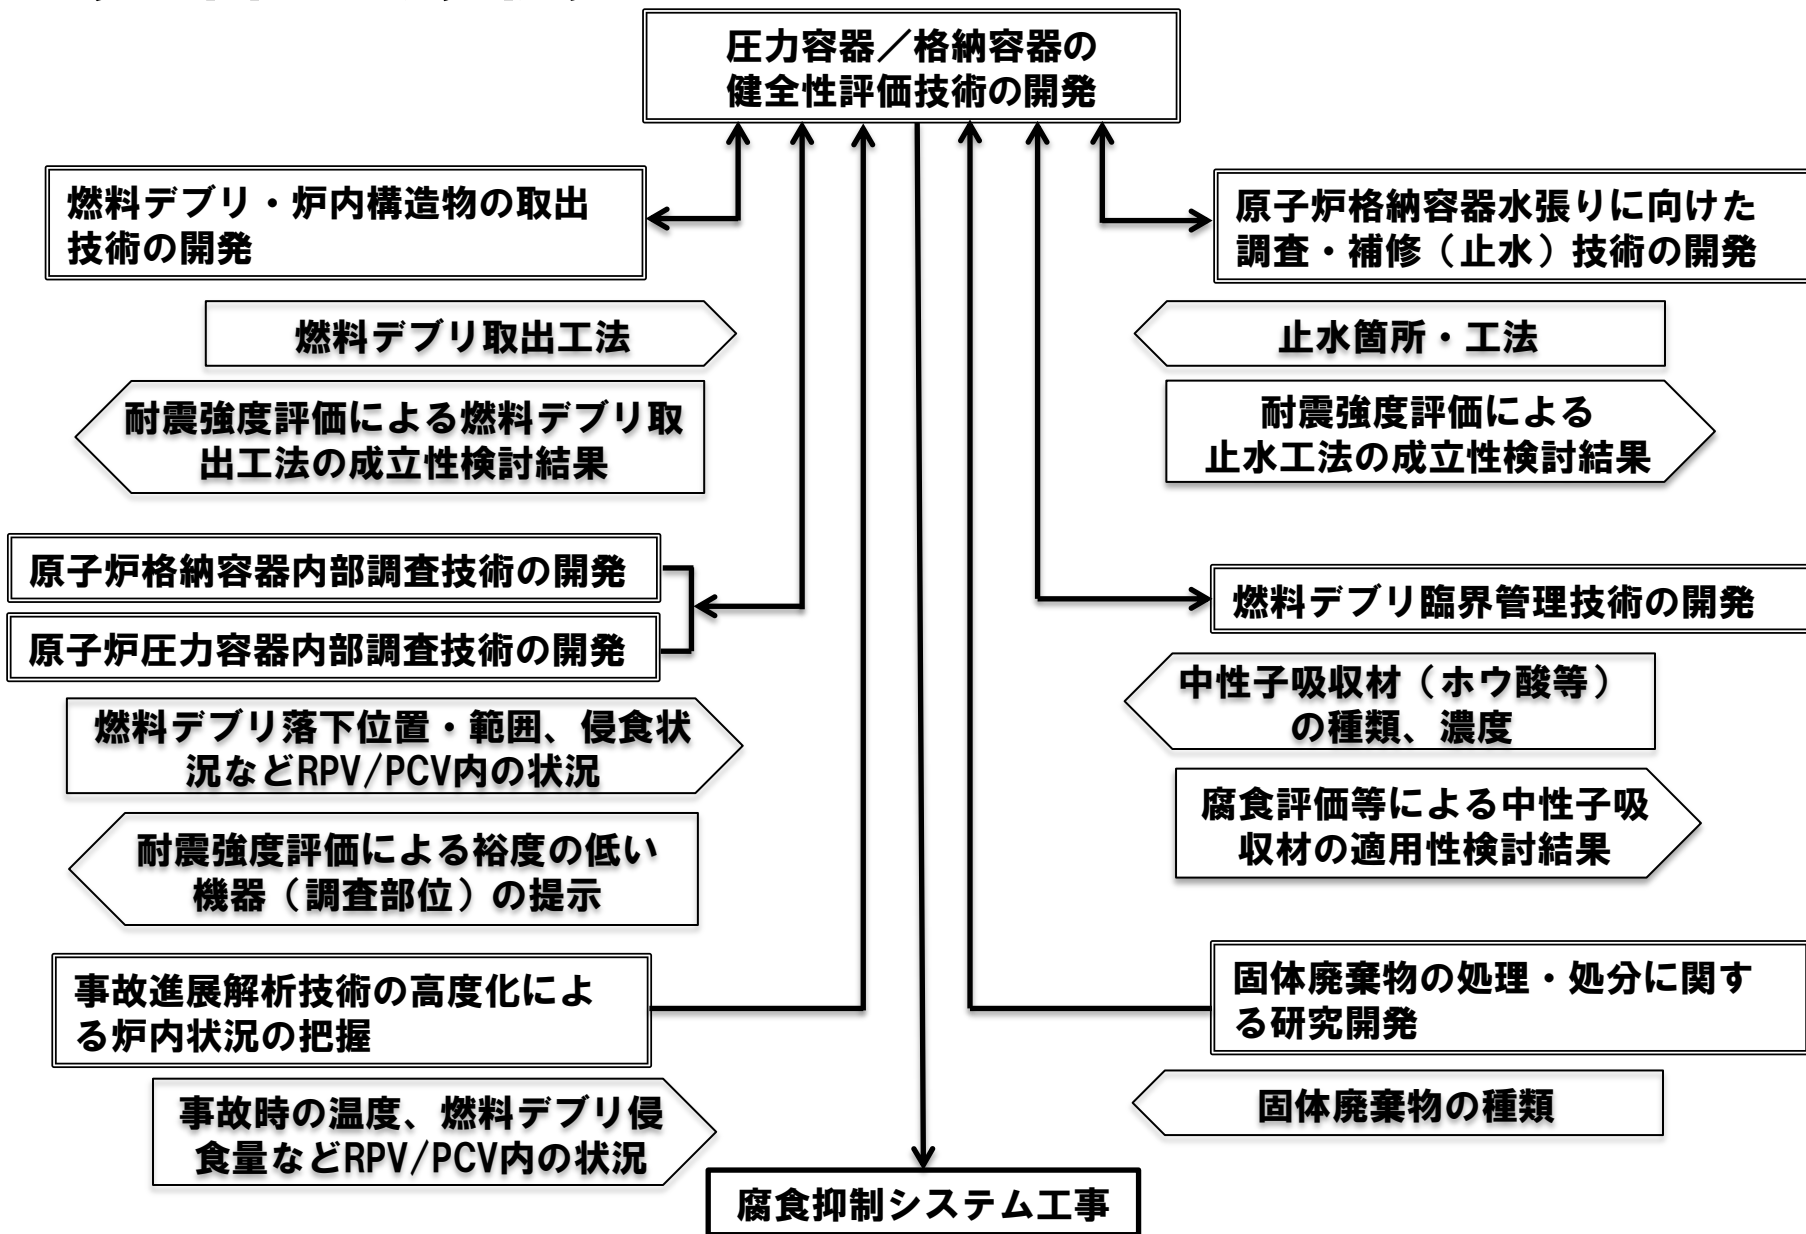 圧力容器／格納容器の
健全性評価技術の開発
燃料デブリ・炉内構造物の取出
技術の開発
原子炉格納容器水張りに向けた
調査・補修（止水）技術の開発
燃料デブリ取出工法
止水箇所・工法
耐震強度評価による燃料デブリ取
出工法の成立性検討結果
耐震強度評価による
止水工法の成立性検討結果
原子炉格納容器内部調査技術の開発
原子炉圧力容器内部調査技術の開発
燃料デブリ臨界管理技術の開発
燃料デブリ落下位置・範囲、侵食状
況などRPV/PCV内の状況
中性子吸収材（ホウ酸等）
の種類、濃度
耐震強度評価による裕度の低い
機器（調査部位）の提示
腐食評価等による中性子吸
収材の適用性検討結果
事故進展解析技術の高度化によ
る炉内状況の把握
固体廃棄物の処理・処分に関す
る研究開発
事故時の温度、燃料デブリ侵
食量などRPV/PCV内の状況
固体廃棄物の種類
腐食抑制システム工事